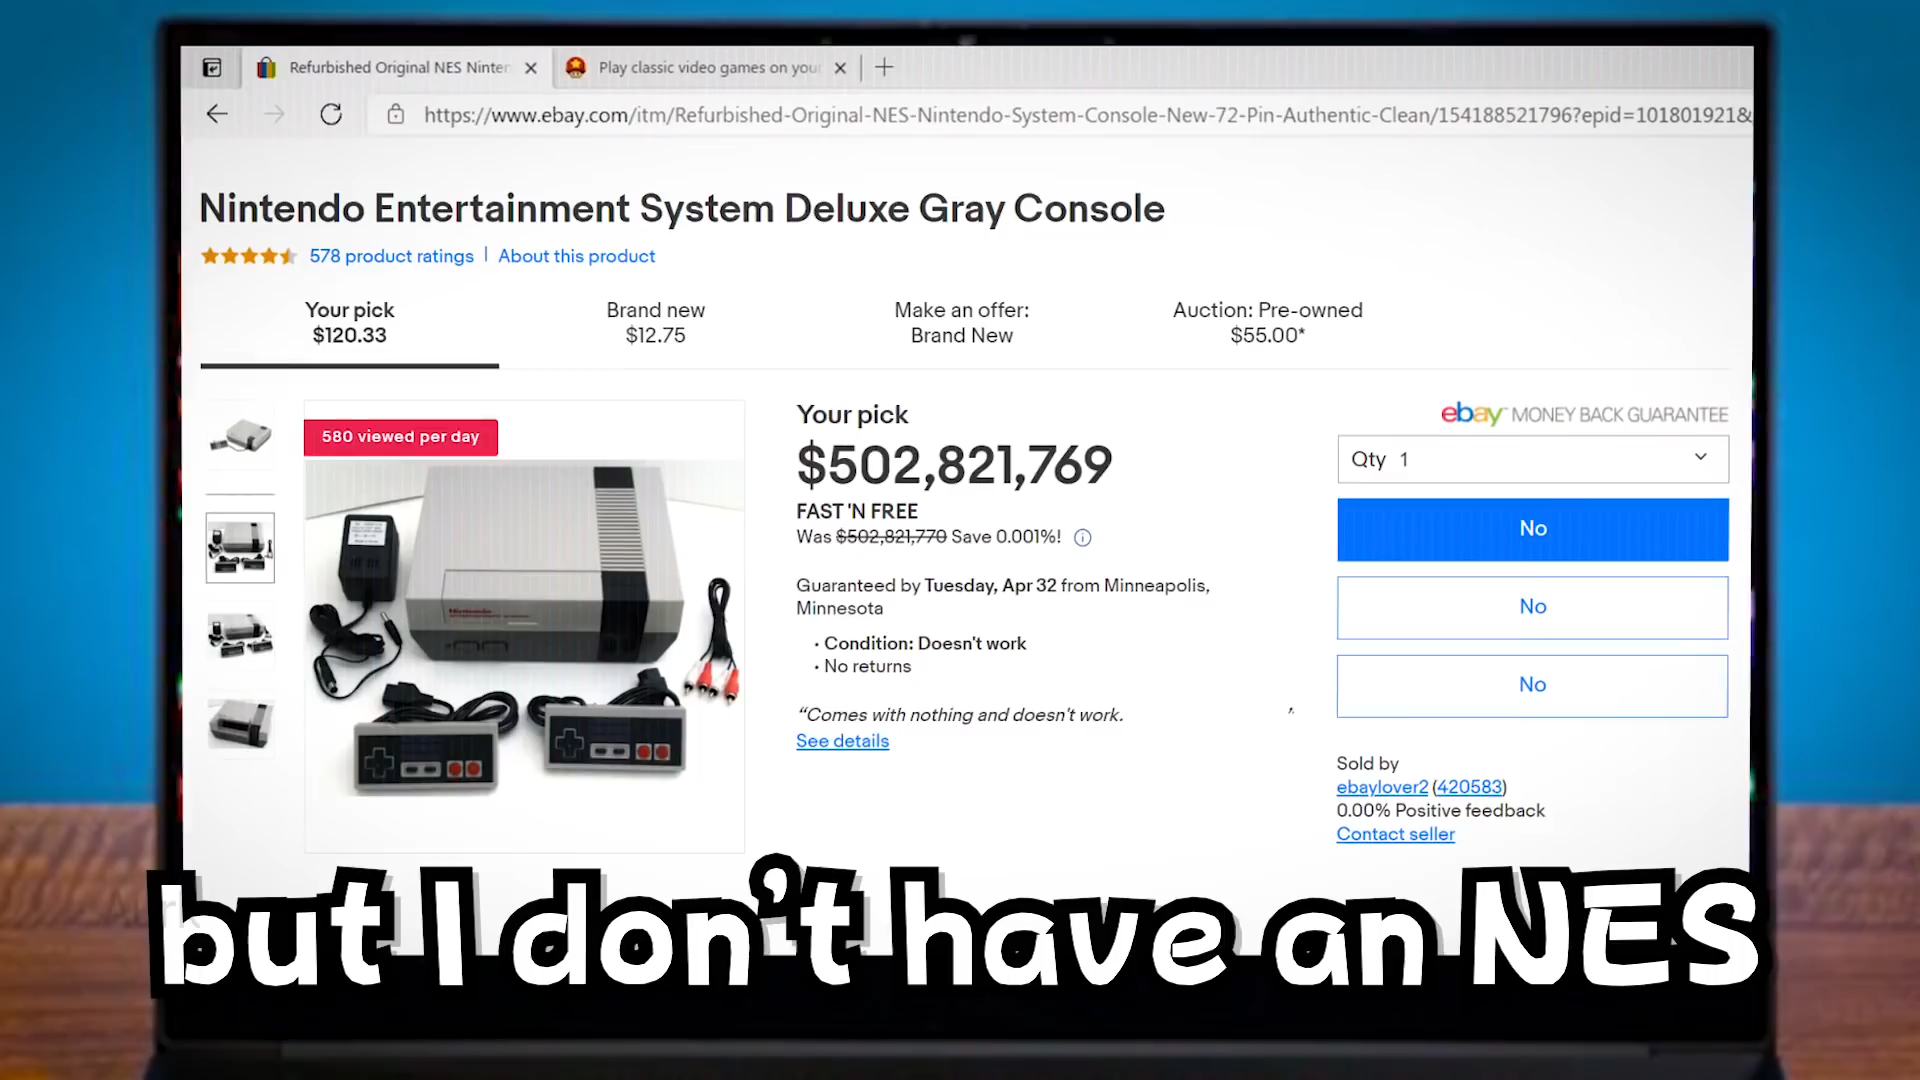 Refurbished Original NES Ninten
Play classic video games on your
https://www.ebay.com/itm/Refurbished-Original-NES-Nintendo-System-Console-New-72-Pin-Authentic-Clean/154188521796?epid=101801921&
Nintendo Entertainment System Deluxe Gray Console
578 product ratings | About this product
Your pick
$120.33
Brand new
$12.75
Make an offer:
Brand New
Auction: Pre-owned
$55.00*
580 viewed per day
Nintendo
Your pick
$502,821,769
FAST 'N FREE
Was $502,821,770 Save 0.001%!
Guaranteed by Tuesday, Apr 32 from Minneapolis,
Minnesota
· Condition: Doesn't work
· No returns
“Comes with nothing and doesn't work. ”
See details
ebay MONEY BACK GUARANTEE
Qty 1
No
No
No
Sold by
ebaylover2 (420583)
0.00% Positive feedback
Contact seller
but I don't have an NES